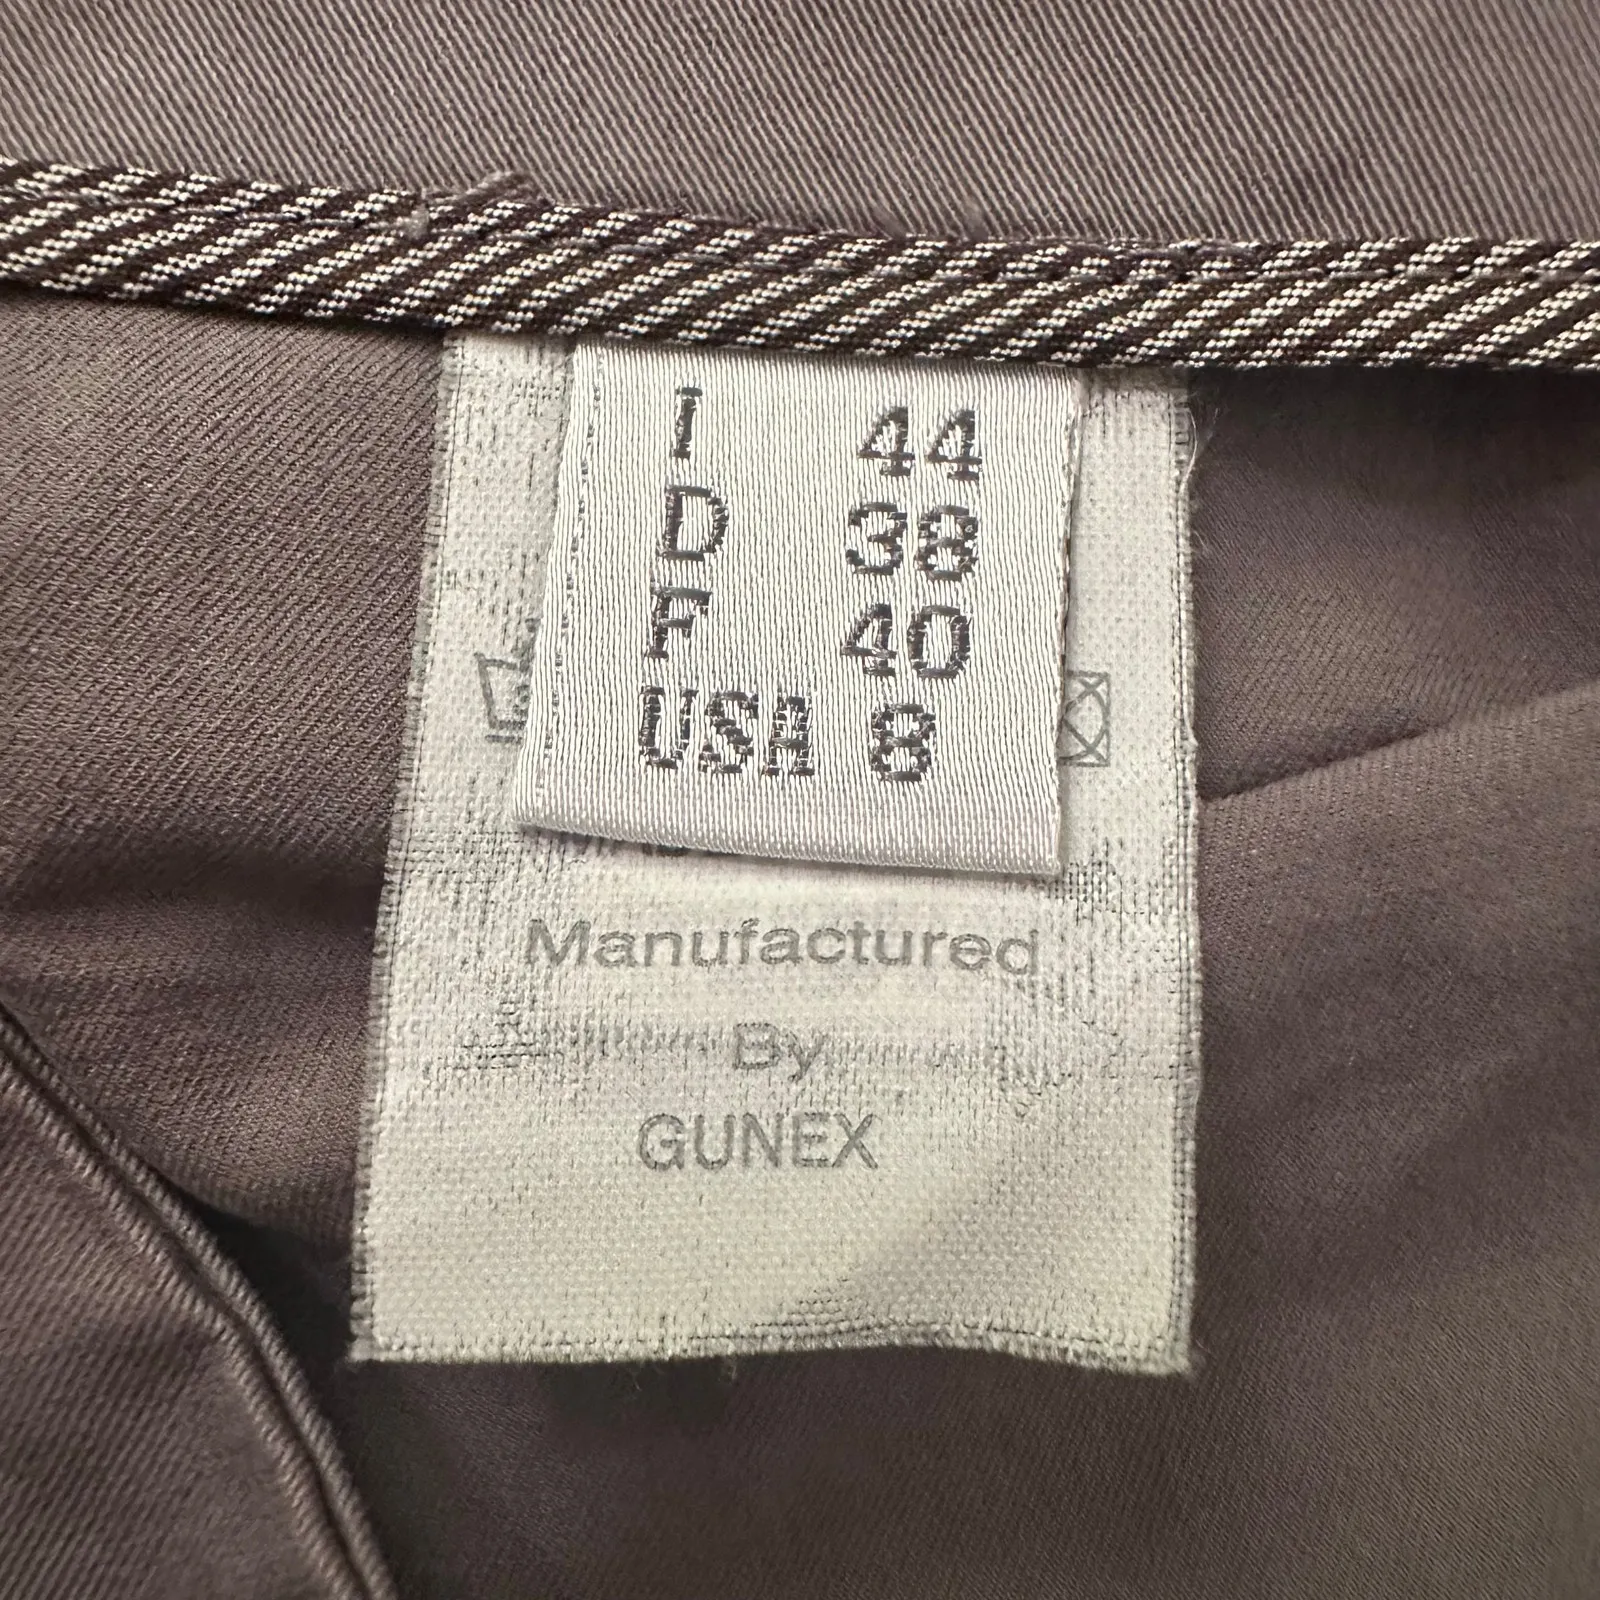 I 44
D 38
F 40
USA 8
Manufactured
By
GUNEX